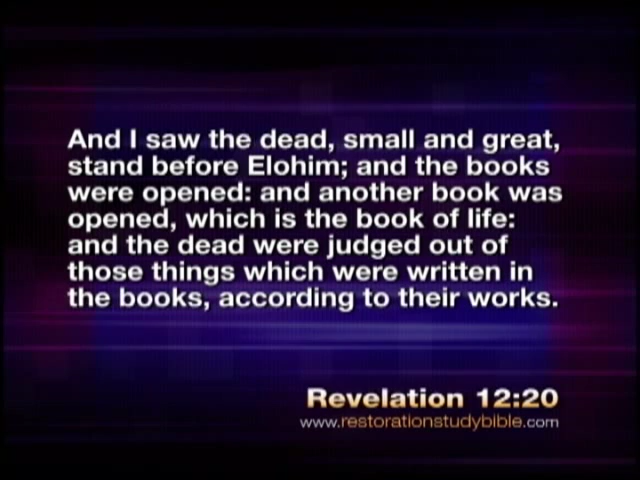 And I saw the dead, small and great,
stand before Elohim; and the books
were opened: and another book was
opened, which is the book of life:
and the dead were judged out of
those things which were written in
the books, according to their works.
Revelation 12:20
www.restorationstudybible.com